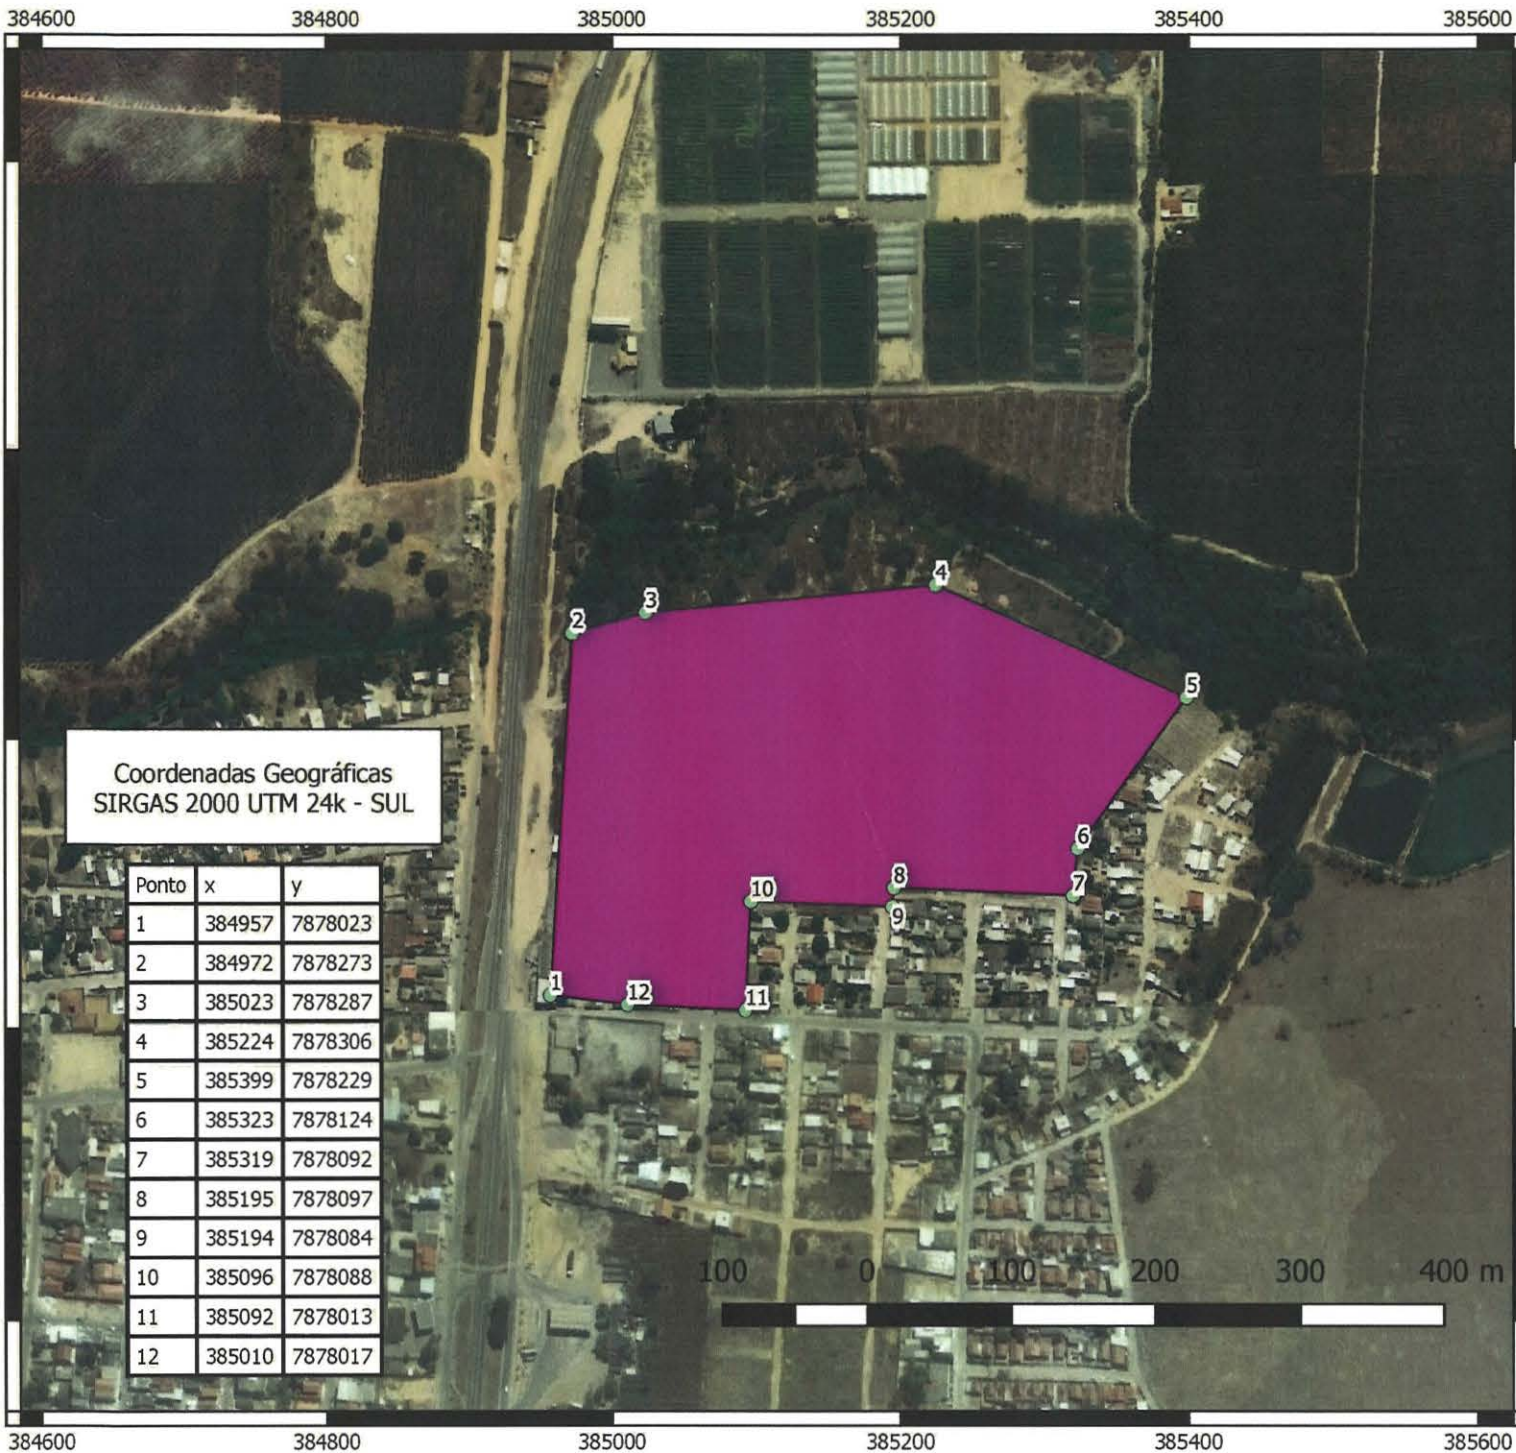 384600 384800 385000 385200 385400 385600
4
3
2
5
Coordenadas Geográficas
SIRGAS 2000 UTM 24k - SUL
6
8
7
10
9
1
12
11
Ponto x y
1 384957 7878023
2 384972 7878273
3 385023 7878287
4 385224 7878306
5 385399 7878229
6 385323 7878124
7 385319 7878092
8 385195 7878097
9 385194 7878084
10 385096 7878088
11 385092 7878013
12 385010 7878017
100 0 100 200 300 400 m
384600 384800 385000 385200 385400 385600